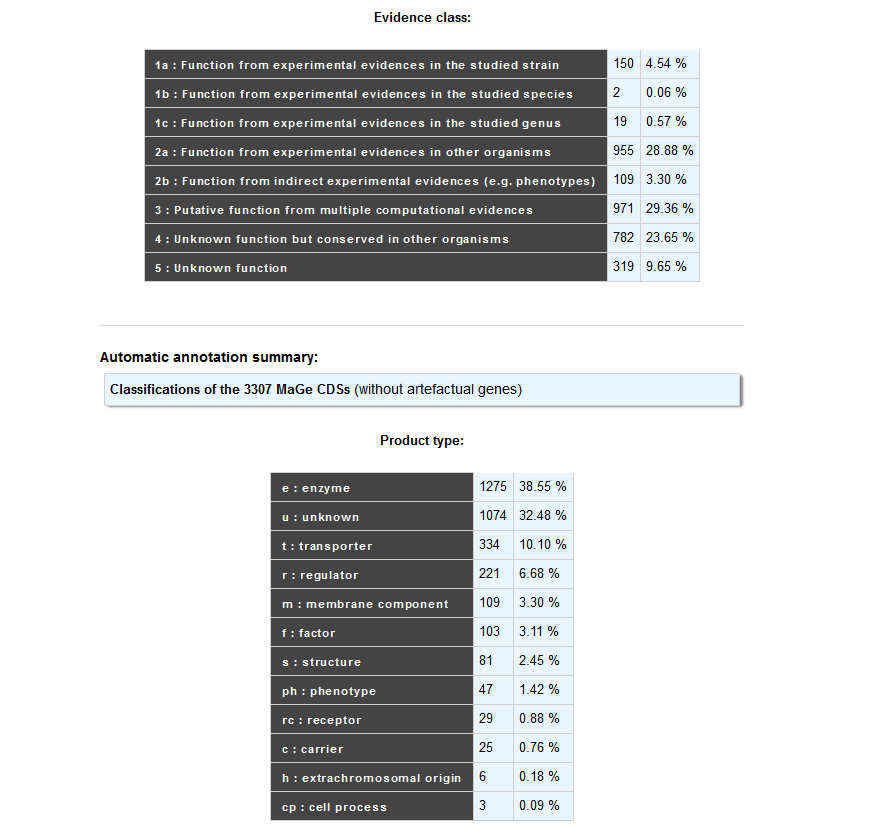 Evidence class:
1a : Function from experimental evidences in the studied strain 150 4.54 %
1b : Function from experimental evidences in the studied species 2 0.06 %
1c : Function from experimental evidences in the studied genus 19 0.57 %
2a : Function from experimental evidences in other organisms 955 28.88 %
2b : Function from indirect experimental evidences (e.g. phenotypes) 109 3.30 %
3 : Putative function from multiple computational evidences 971 29.36 %
4 : Unknown function but conserved in other organisms 782 23.65 %
5 : Unknown function 319 9.65 %
Automatic annotation summary:
Classifications of the 3307 MaGe CDSs (without artefactual genes)
Product type:
e : enzyme 1275 38.55 %
u : unknown 1074 32.48 %
t : transporter 334 10.10 %
r : regulator 221 6.68 %
m : membrane component 109 3.30 %
f : factor 103 3.11 %
s : structure 81 2.45 %
ph : phenotype 47 1.42 %
rc : receptor 29 0.88 %
c : carrier 25 0.76 %
h : extrachromosomal origin 6 0.18 %
cp : cell process 3 0.09 %